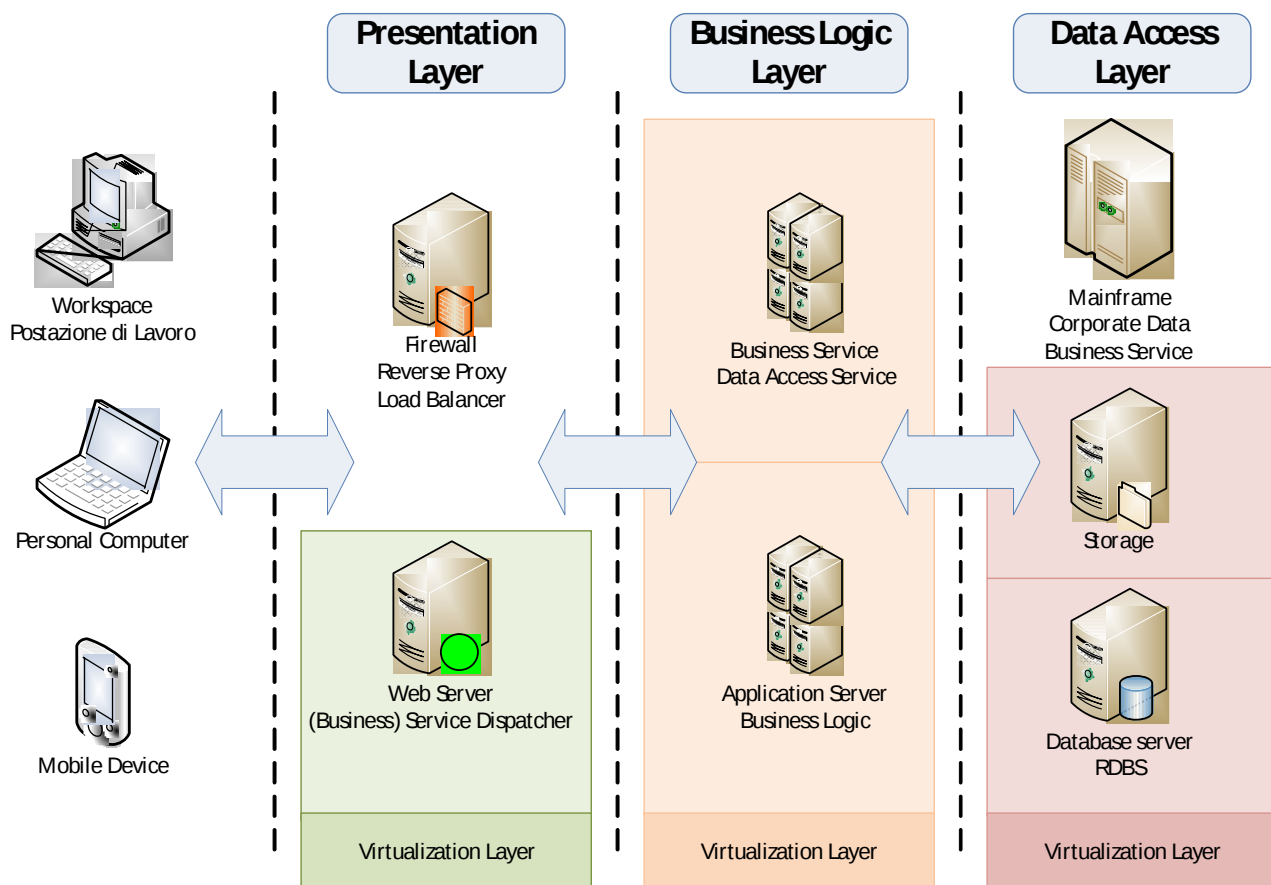 Presentation
Layer
Business Logic
Layer
Data Access
Layer
Workspace
Postazione di Lavoro
Personal Computer
Mobile Device
Firewall
Reverse Proxy
Load Balancer
Web Server
(Business) Service Dispatcher
Virtualization Layer
Business Service
Data Access Service
Application Server
Business Logic
Virtualization Layer
Mainframe
Corporate Data
Business Service
Storage
Database server
RDBS
Virtualization Layer